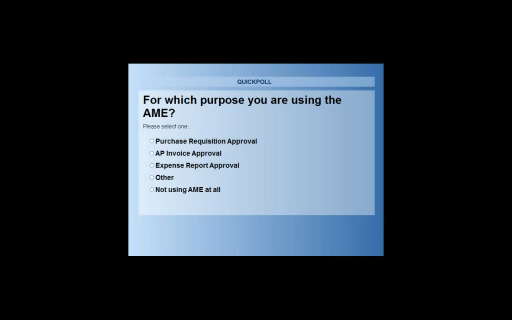 QUICKPOLL
For which purpose you are using the
AME?
Please select one.
Purchase Requisition Approval
AP Invoice Approval
Expense Report Approval
Other
Not using AME at all